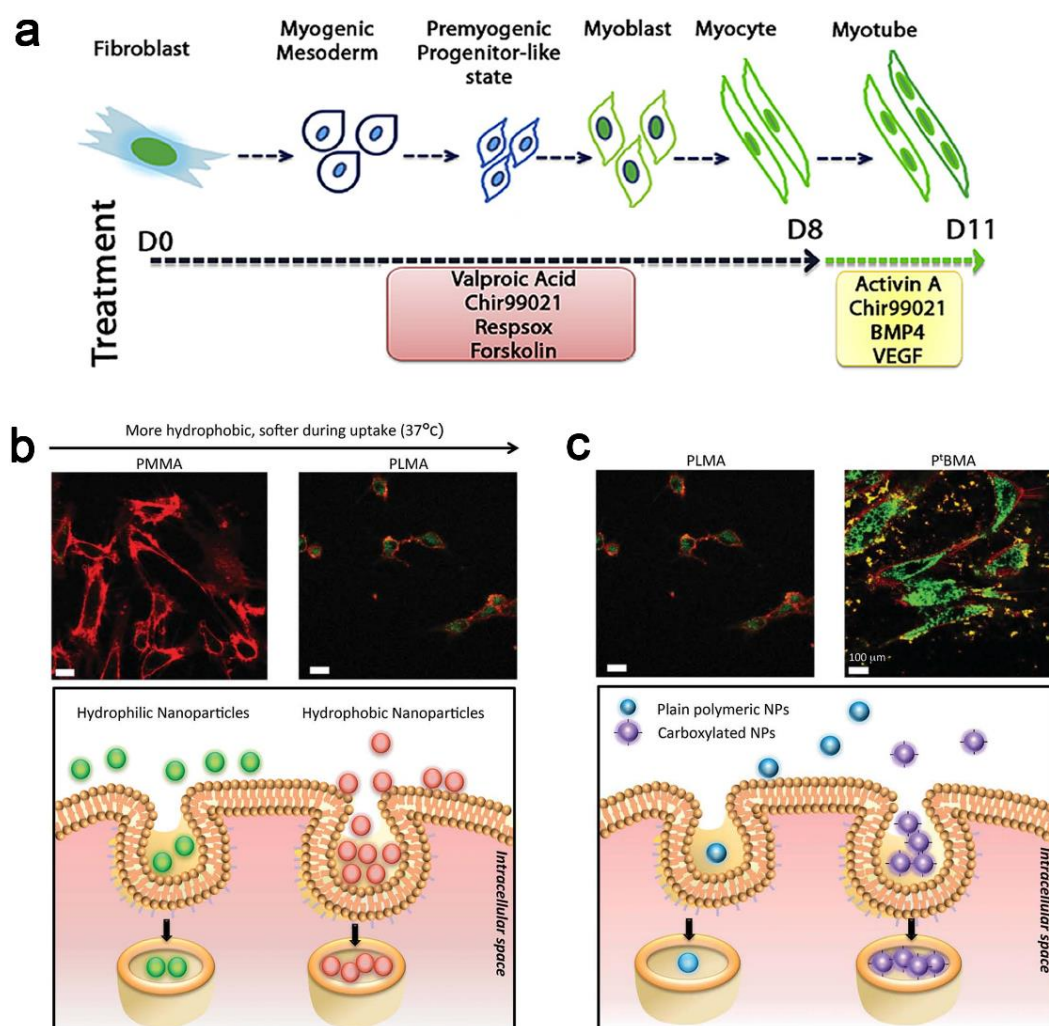 a
Fibroblast
Myogenic
Mesoderm
Premyogenic
Progenitor-like
state
Myoblast
Myocyte
Myotube
Treatment
D0
D8
D11
Valproic Acid
Chir99021
Respsox
Forskolin
Activin A
Chir99021
BMP4
VEGF
b
More hydrophobic, softer during uptake (37°C)
PMMA
PLMA
Hydrophilic Nanoparticles
Hydrophobic Nanoparticles
Intracellular space
c
PLMA
PᵗBMA
100 μm
Plain polymeric NPs
Carboxylated NPs
Intracellular space